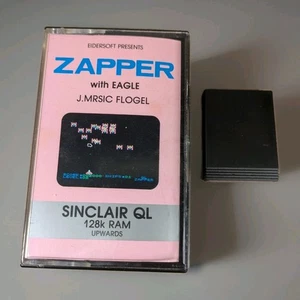 EIDERSOFT PRESENTS
ZAPPER
with EAGLE
J.MRSIC FLOGEL
SINCLAIR QL
128k RAM
UPWARDS